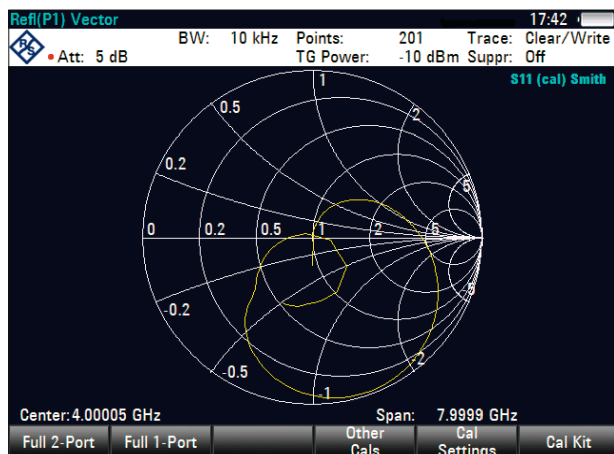 Refl(P1) Vector 17:42
R S
BW: 10 kHz Points: 201 Trace: Clear/Write
Att: 5 dB TG Power: -10 dBm Suppr: Off
S11 (cal) Smith
1
0.5 2
0.2 5
0 0.2 0.5 1 2 5
-0.2 -5
-0.5 -2
-1
Center: 4.00005 GHz Span: 7.9999 GHz
Full 2-Port Full 1-Port Other Cals Cal Settings Cal Kit